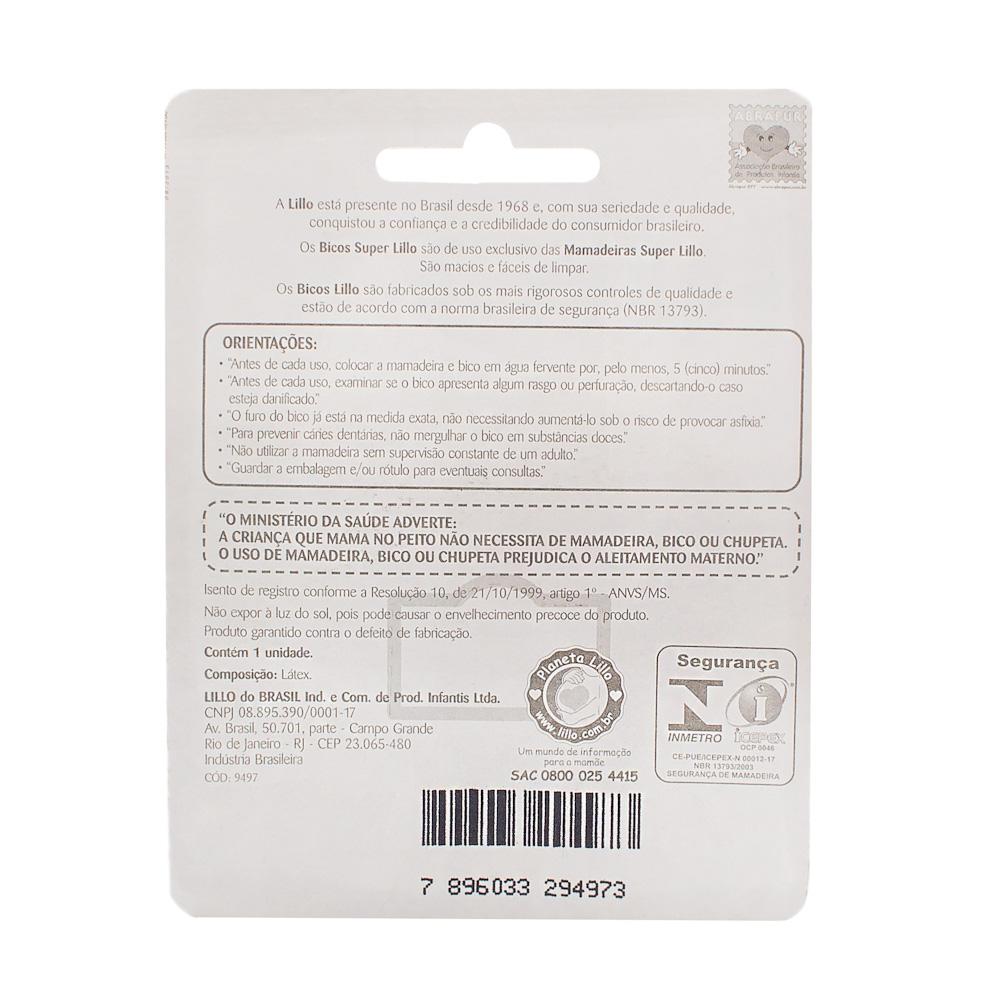 ABRAPUR
Associação Brasileira
de Produtos Infantis
www.abrapur.com.br
A Lillo está presente no Brasil desde 1968 e, com sua seriedade e qualidade,
conquistou a confiança e a credibilidade do consumidor brasileiro.
Os Bicos Super Lillo são de uso exclusivo das Mamadeiras Super Lillo.
São macios e fáceis de limpar.
Os Bicos Lillo são fabricados sob os mais rigorosos controles de qualidade e
estão de acordo com a norma brasileira de segurança (NBR 13793).
ORIENTAÇÕES:
• "Antes de cada uso, colocar a mamadeira e bico em água fervente por, pelo menos, 5 (cinco) minutos."
• "Antes de cada uso, examinar se o bico apresenta algum rasgo ou perfuração, descartando-o caso
esteja danificado."
• "O furo do bico já está na medida exata, não necessitando aumentá-lo sob o risco de provocar asfixia."
• "Para prevenir cáries dentárias, não mergulhar o bico em substâncias doces."
• "Não utilizar a mamadeira sem supervisão constante de um adulto."
• "Guardar a embalagem e/ou rótulo para eventuais consultas."
"O MINISTÉRIO DA SAÚDE ADVERTE:
A CRIANÇA QUE MAMA NO PEITO NÃO NECESSITA DE MAMADEIRA, BICO OU CHUPETA.
O USO DE MAMADEIRA, BICO OU CHUPETA PREJUDICA O ALEITAMENTO MATERNO."
Isento de registro conforme a Resolução 10, de 21/10/1999, artigo 1º - ANVS/MS.
Não expor à luz do sol, pois pode causar o envelhecimento precoce do produto.
Produto garantido contra o defeito de fabricação.
Contém 1 unidade.
Composição: Látex.
LILLO do BRASIL Ind. e Com. de Prod. Infantis Ltda.
CNPJ 08.895.390/0001-17
Av. Brasil, 50.701, parte - Campo Grande
Rio de Janeiro - RJ - CEP 23.065-480
Indústria Brasileira
CÓD: 9497
Planeta Lillo
www.lillo.com.br
Um mundo de informação
para a mamãe
SAC 0800 025 4415
Segurança
INMETRO
ICEPEX
OCP 0046
CE-PUE/ICEPEX-N 00012-17
NBR 13793/2003
SEGURANÇA DE MAMADEIRA
7 896033 294973